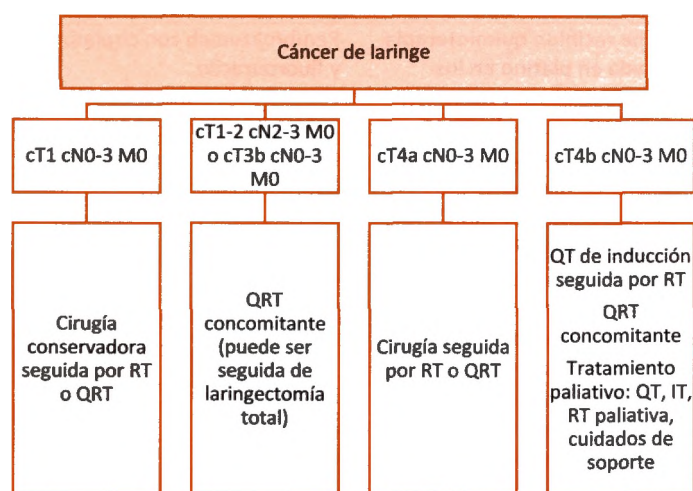 Cáncer de laringe
cT1 cN0-3 M0
cT1-2 cN2-3 M0
o cT3b cN0-3
M0
cT4a cN0-3 M0
cT4b cN0-3 M0
Cirugía
conservadora
seguida por RT
o QRT
QRT
concomitante
(puede ser
seguida de
laringectomía
total)
Cirugía seguida
por RT o QRT
QT de inducción
seguida por RT
QRT
concomitante
Tratamiento
paliativo: QT, IT,
RT paliativa,
cuidados de
soporte